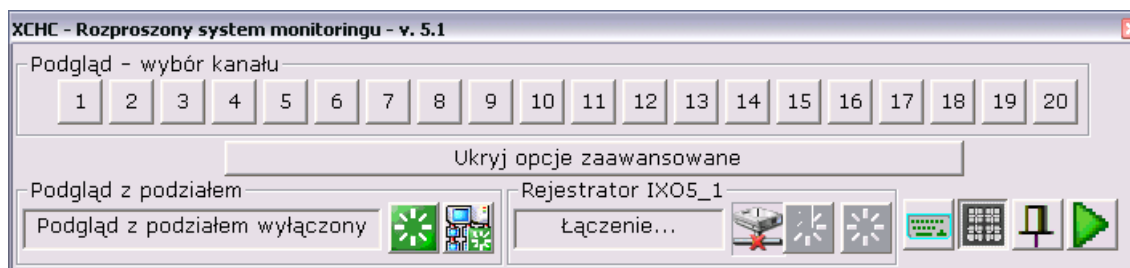 XCHC - Rozproszony system monitoringu - v. 5.1
Podgląd - wybór kanału
1 2 3 4 5 6 7 8 9 10 11 12 13 14 15 16 17 18 19 20
Ukryj opcje zaawansowane
Podgląd z podziałem Rejestrator IXO5_1
Podgląd z podziałem wyłączony Łączenie...